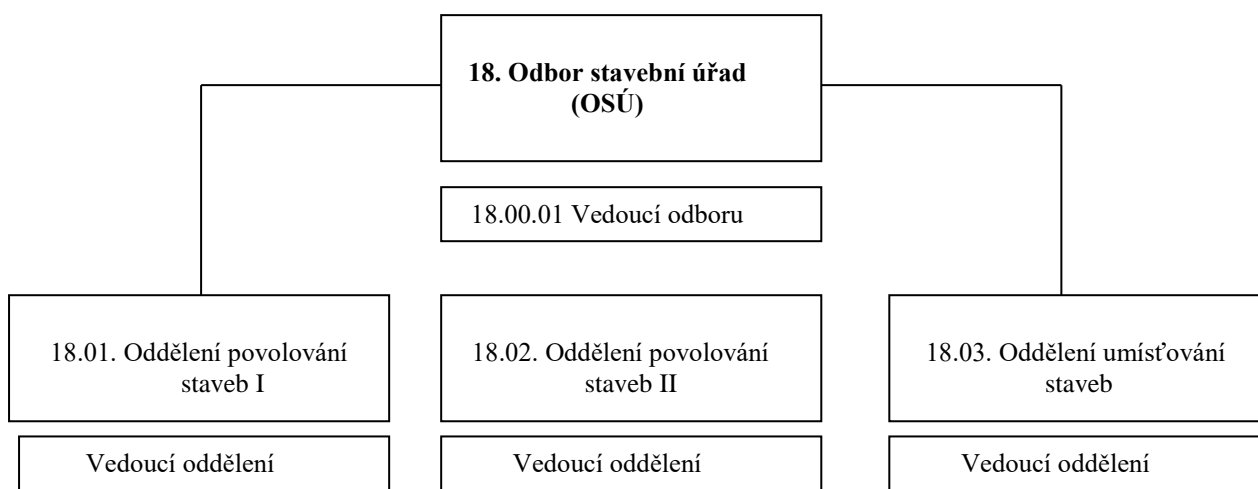 18. Odbor stavební úřad
(OSÚ)
18.00.01 Vedoucí odboru
18.01. Oddělení povolování
staveb I
18.02. Oddělení povolování
staveb II
18.03. Oddělení umísťování
staveb
Vedoucí oddělení
Vedoucí oddělení
Vedoucí oddělení